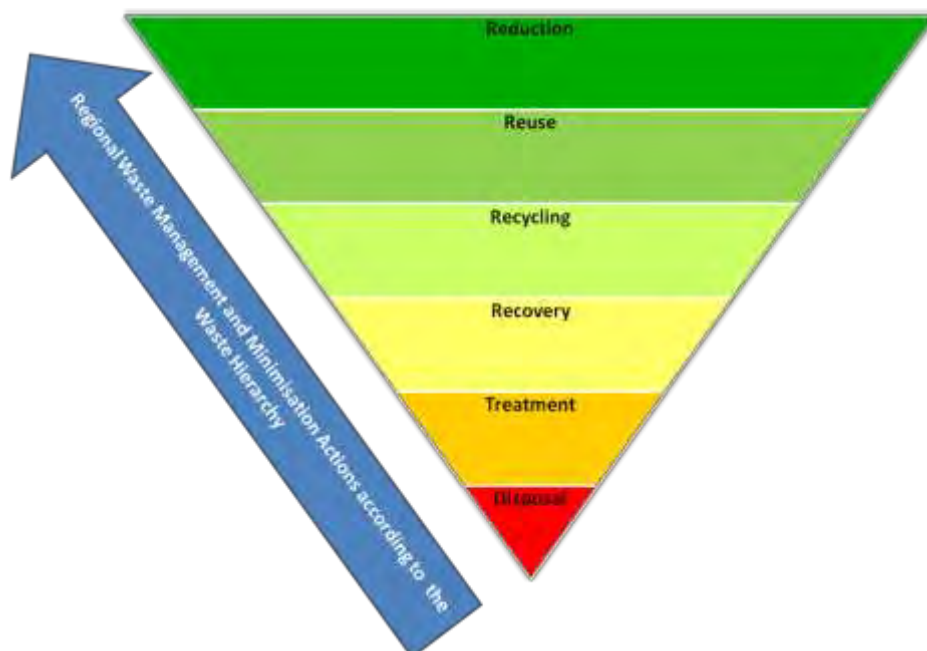 Reduction
Reuse
Recycling
Recovery
Treatment
Disposal
Regional Waste Management and Minimisation Actions according to the
Waste Hierarchy